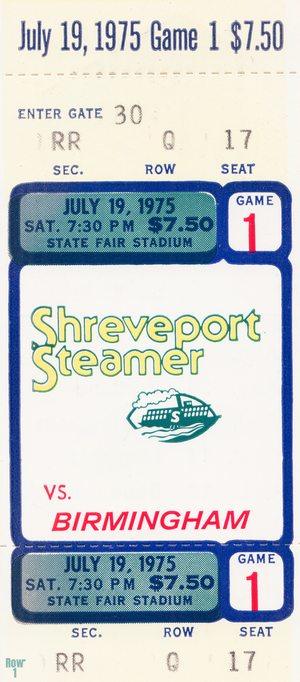 July 19, 1975 Game 1 $7.50
ENTER GATE 30
RR Q 17
SEC. ROW SEAT
JULY 19, 1975
SAT. 7:30 PM $7.50
STATE FAIR STADIUM
GAME
1
Shreveport
Steamer
S
VS.
BIRMINGHAM
JULY 19, 1975
SAT. 7:30 PM $7.50
STATE FAIR STADIUM
GAME
1
SEC. ROW SEAT
RR Q 17
Row
1